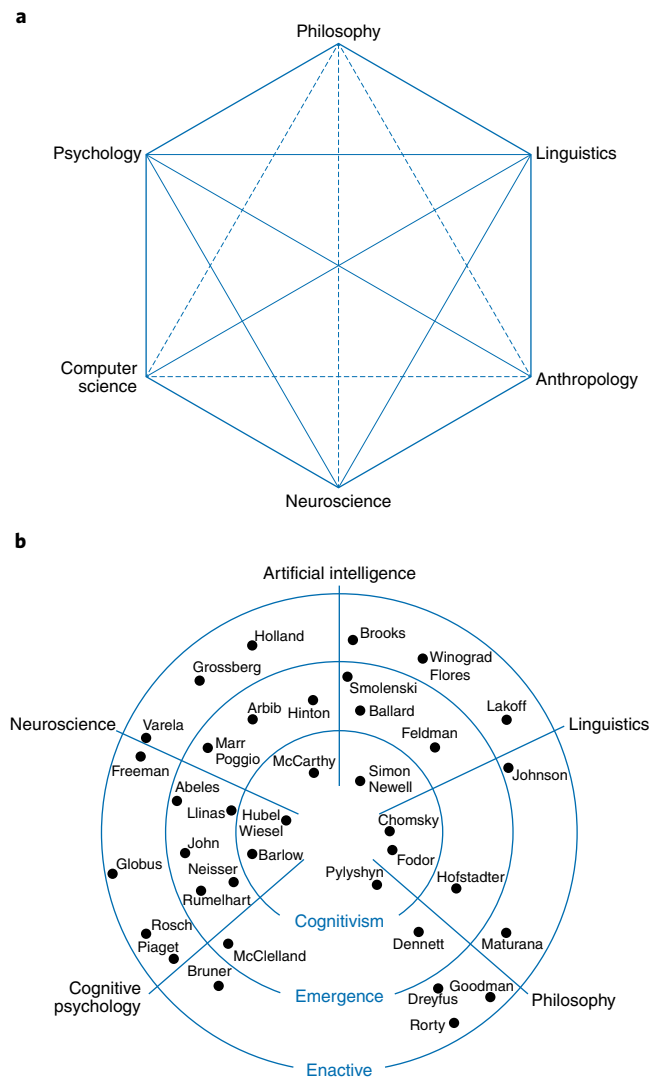 a
Philosophy
Psychology
Linguistics
Computer
science
Anthropology
Neuroscience
b
Artificial intelligence
Holland
Brooks
Winograd
Flores
Grossberg
Smolenski
Lakoff
Arbib
Hinton
Ballard
Neuroscience
Varela
Linguistics
Feldman
Marr
Poggio
Freeman
McCarthy
Simon
Newell
Johnson
Abeles
Llinas
Hubel
Wiesel
Chomsky
John
Barlow
Fodor
Globus
Neisser
Pylyshyn
Hofstadter
Rumelhart
Cognitivism
Rosch
Piaget
McClelland
Dennett
Maturana
Bruner
Cognitive
psychology
Emergence
Goodman
Dreyfus
Philosophy
Rorty
Enactive